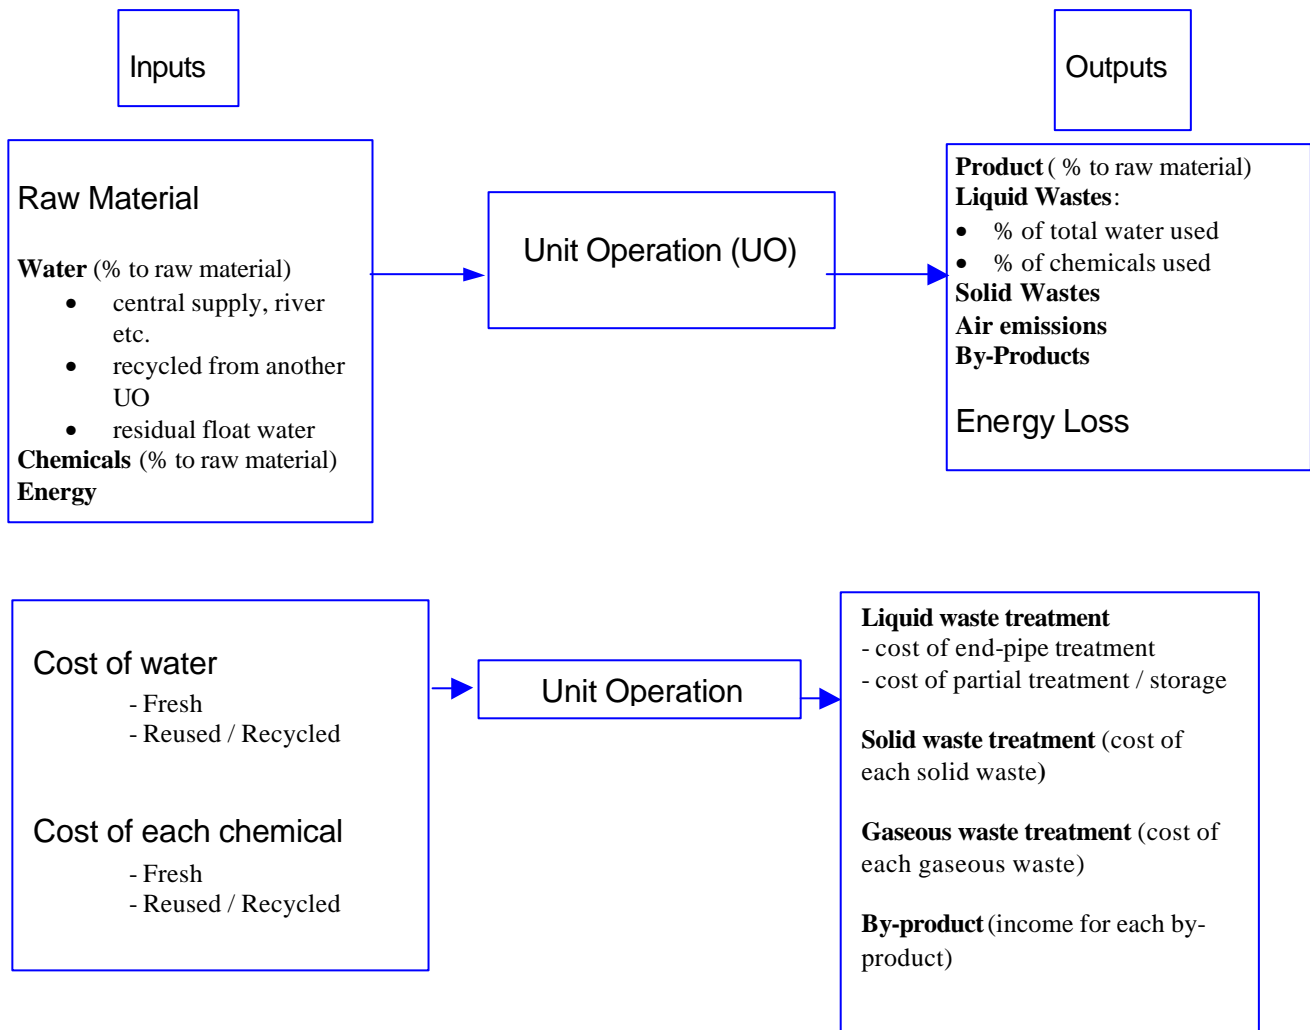 Inputs
Outputs
Raw Material
Water (% to raw material)
• central supply, river
etc.
• recycled from another
UO
• residual float water
Chemicals (% to raw material)
Energy
Unit Operation (UO)
Product ( % to raw material)
Liquid Wastes:
• % of total water used
• % of chemicals used
Solid Wastes
Air emissions
By-Products
Energy Loss
Cost of water
- Fresh
- Reused / Recycled
Cost of each chemical
- Fresh
- Reused / Recycled
Unit Operation
Liquid waste treatment
- cost of end-pipe treatment
- cost of partial treatment / storage
Solid waste treatment (cost of
each solid waste)
Gaseous waste treatment (cost of
each gaseous waste)
By-product (income for each by-
product)